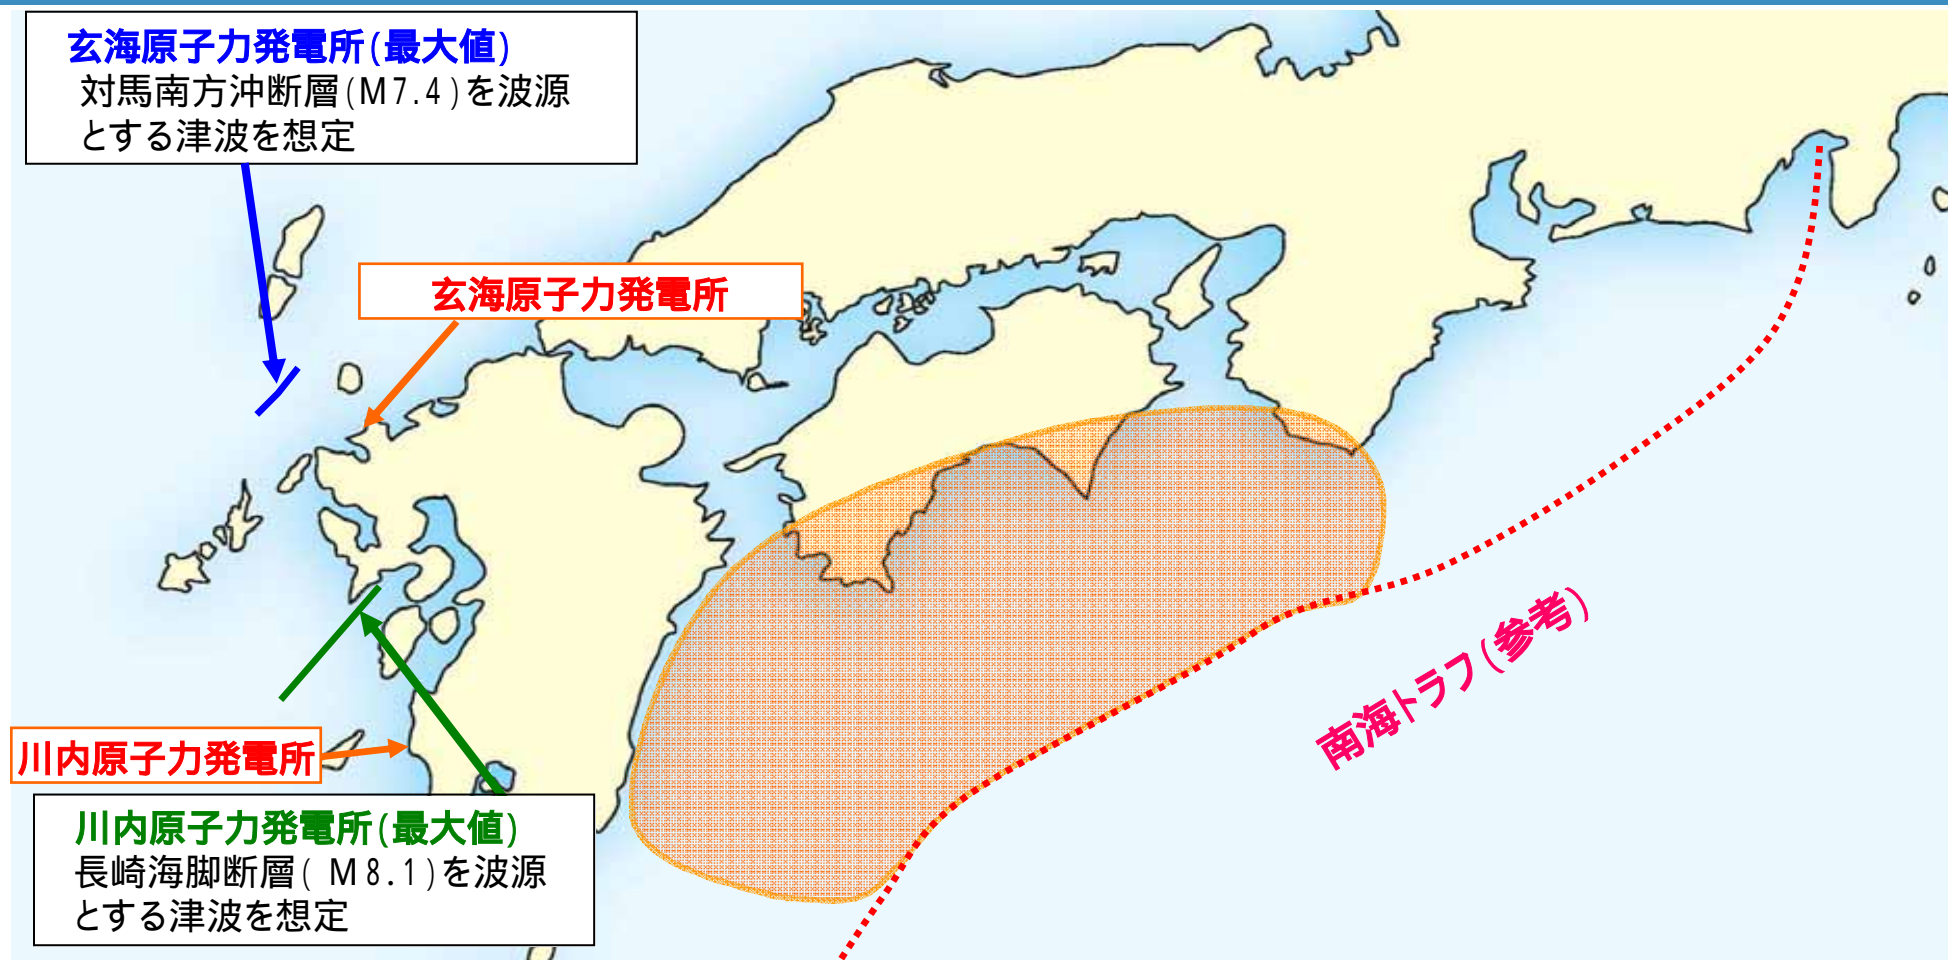 玄海原子力発電所(最大値)
対馬南方沖断層(M7.4)を波源
とする津波を想定
玄海原子力発電所
南海トラフ(参考)
川内原子力発電所
川内原子力発電所(最大値)
長崎海脚断層( M8.1)を波源
とする津波を想定